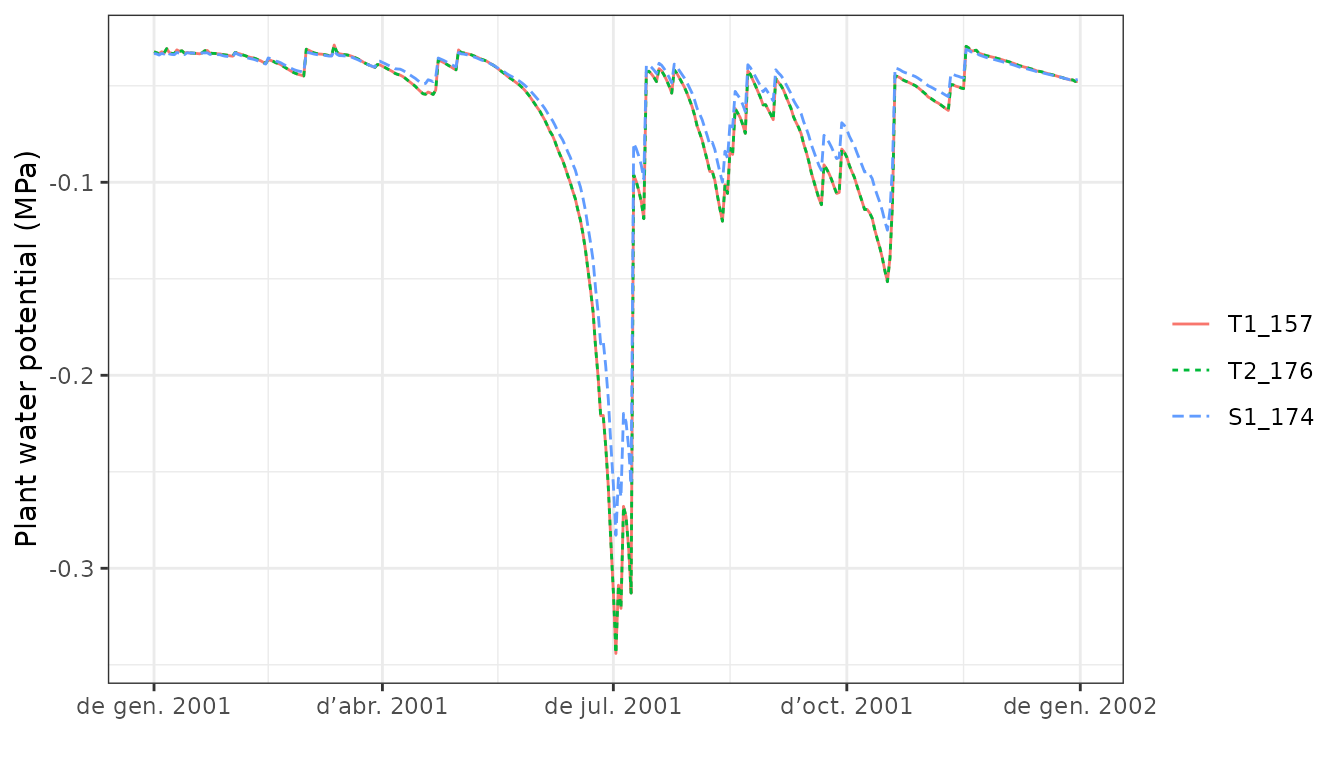 Plant water potential (MPa)
-0.1
-0.2
-0.3
de gen. 2001
d’abr. 2001
de jul. 2001
d’oct. 2001
de gen. 2002
T1_157
T2_176
S1_174